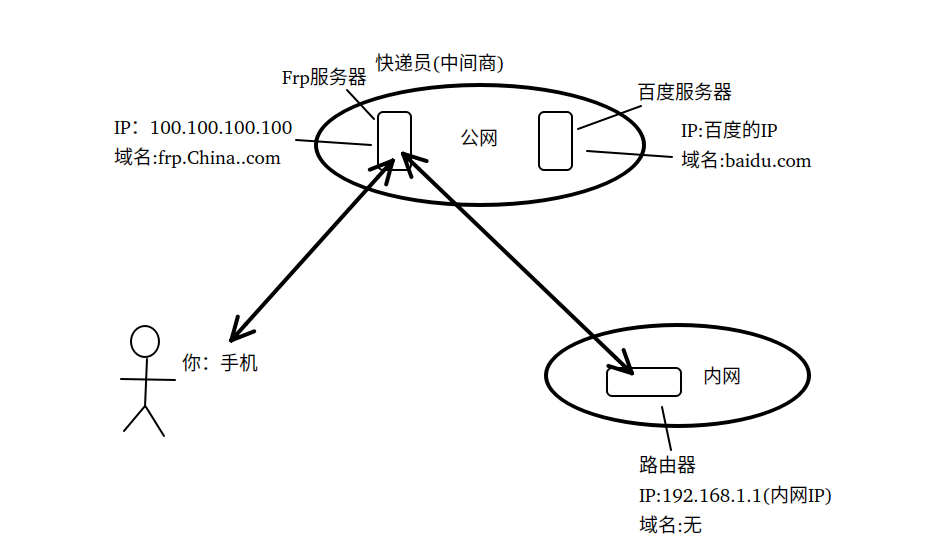 快递员(中间商)
Frp服务器
百度服务器
IP：100.100.100.100
域名:frp.China..com
公网
IP:百度的IP
域名:baidu.com
你：手机
内网
路由器
IP:192.168.1.1(内网IP)
域名:无